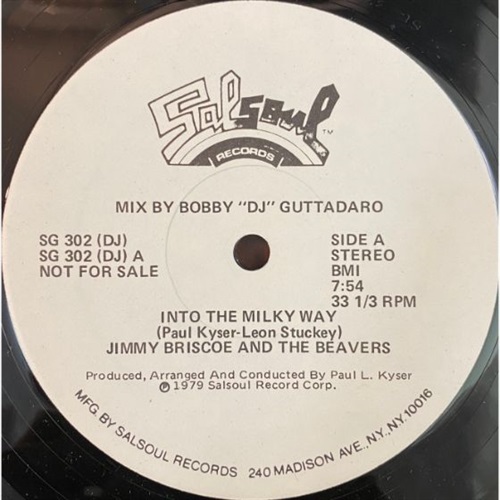 Salsoul TM
RECORDS
MIX BY BOBBY "DJ" GUTTADARO
SG 302 (DJ)
SG 302 (DJ) A
NOT FOR SALE
SIDE A
STEREO
BMI
7:54
33 1/3 RPM
INTO THE MILKY WAY
(Paul Kyser-Leon Stuckey)
JIMMY BRISCOE AND THE BEAVERS
Produced, Arranged And Conducted By Paul L. Kyser
℗ 1979 Salsoul Record Corp.
MFG. BY SALSOUL RECORDS 240 MADISON AVE., NY., NY. 10016